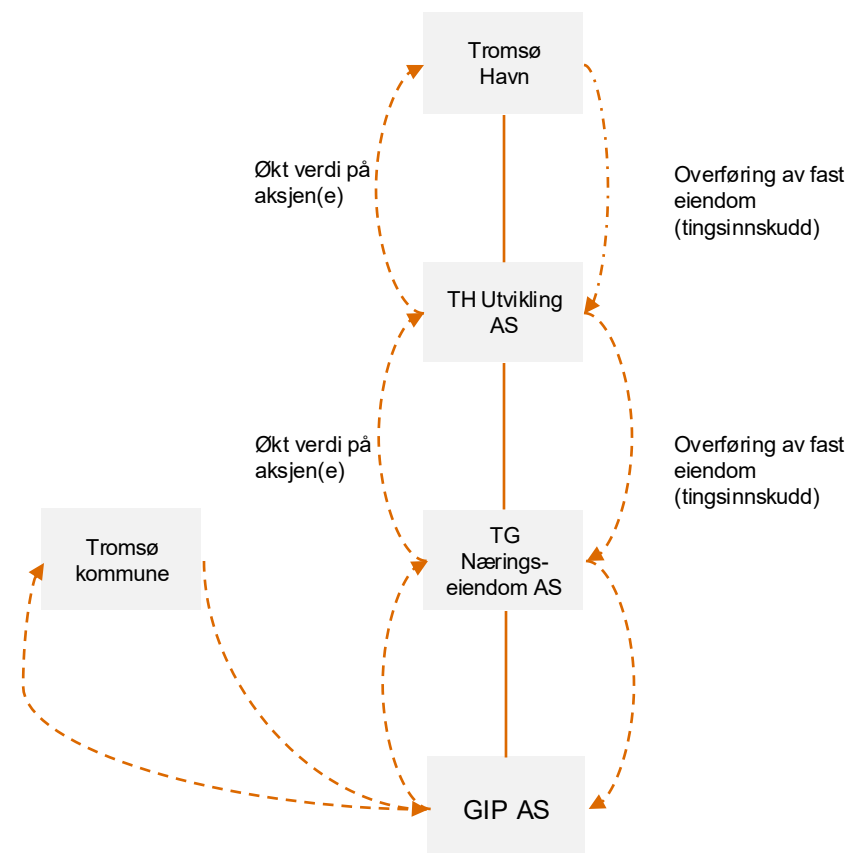 Tromsø
Havn
Økt verdi på
aksjen(e)
Overføring av fast
eiendom
(tingsinnskudd)
TH Utvikling
AS
Økt verdi på
aksjen(e)
Overføring av fast
eiendom
(tingsinnskudd)
Tromsø
kommune
TG
Nærings-
eiendom AS
GIP AS